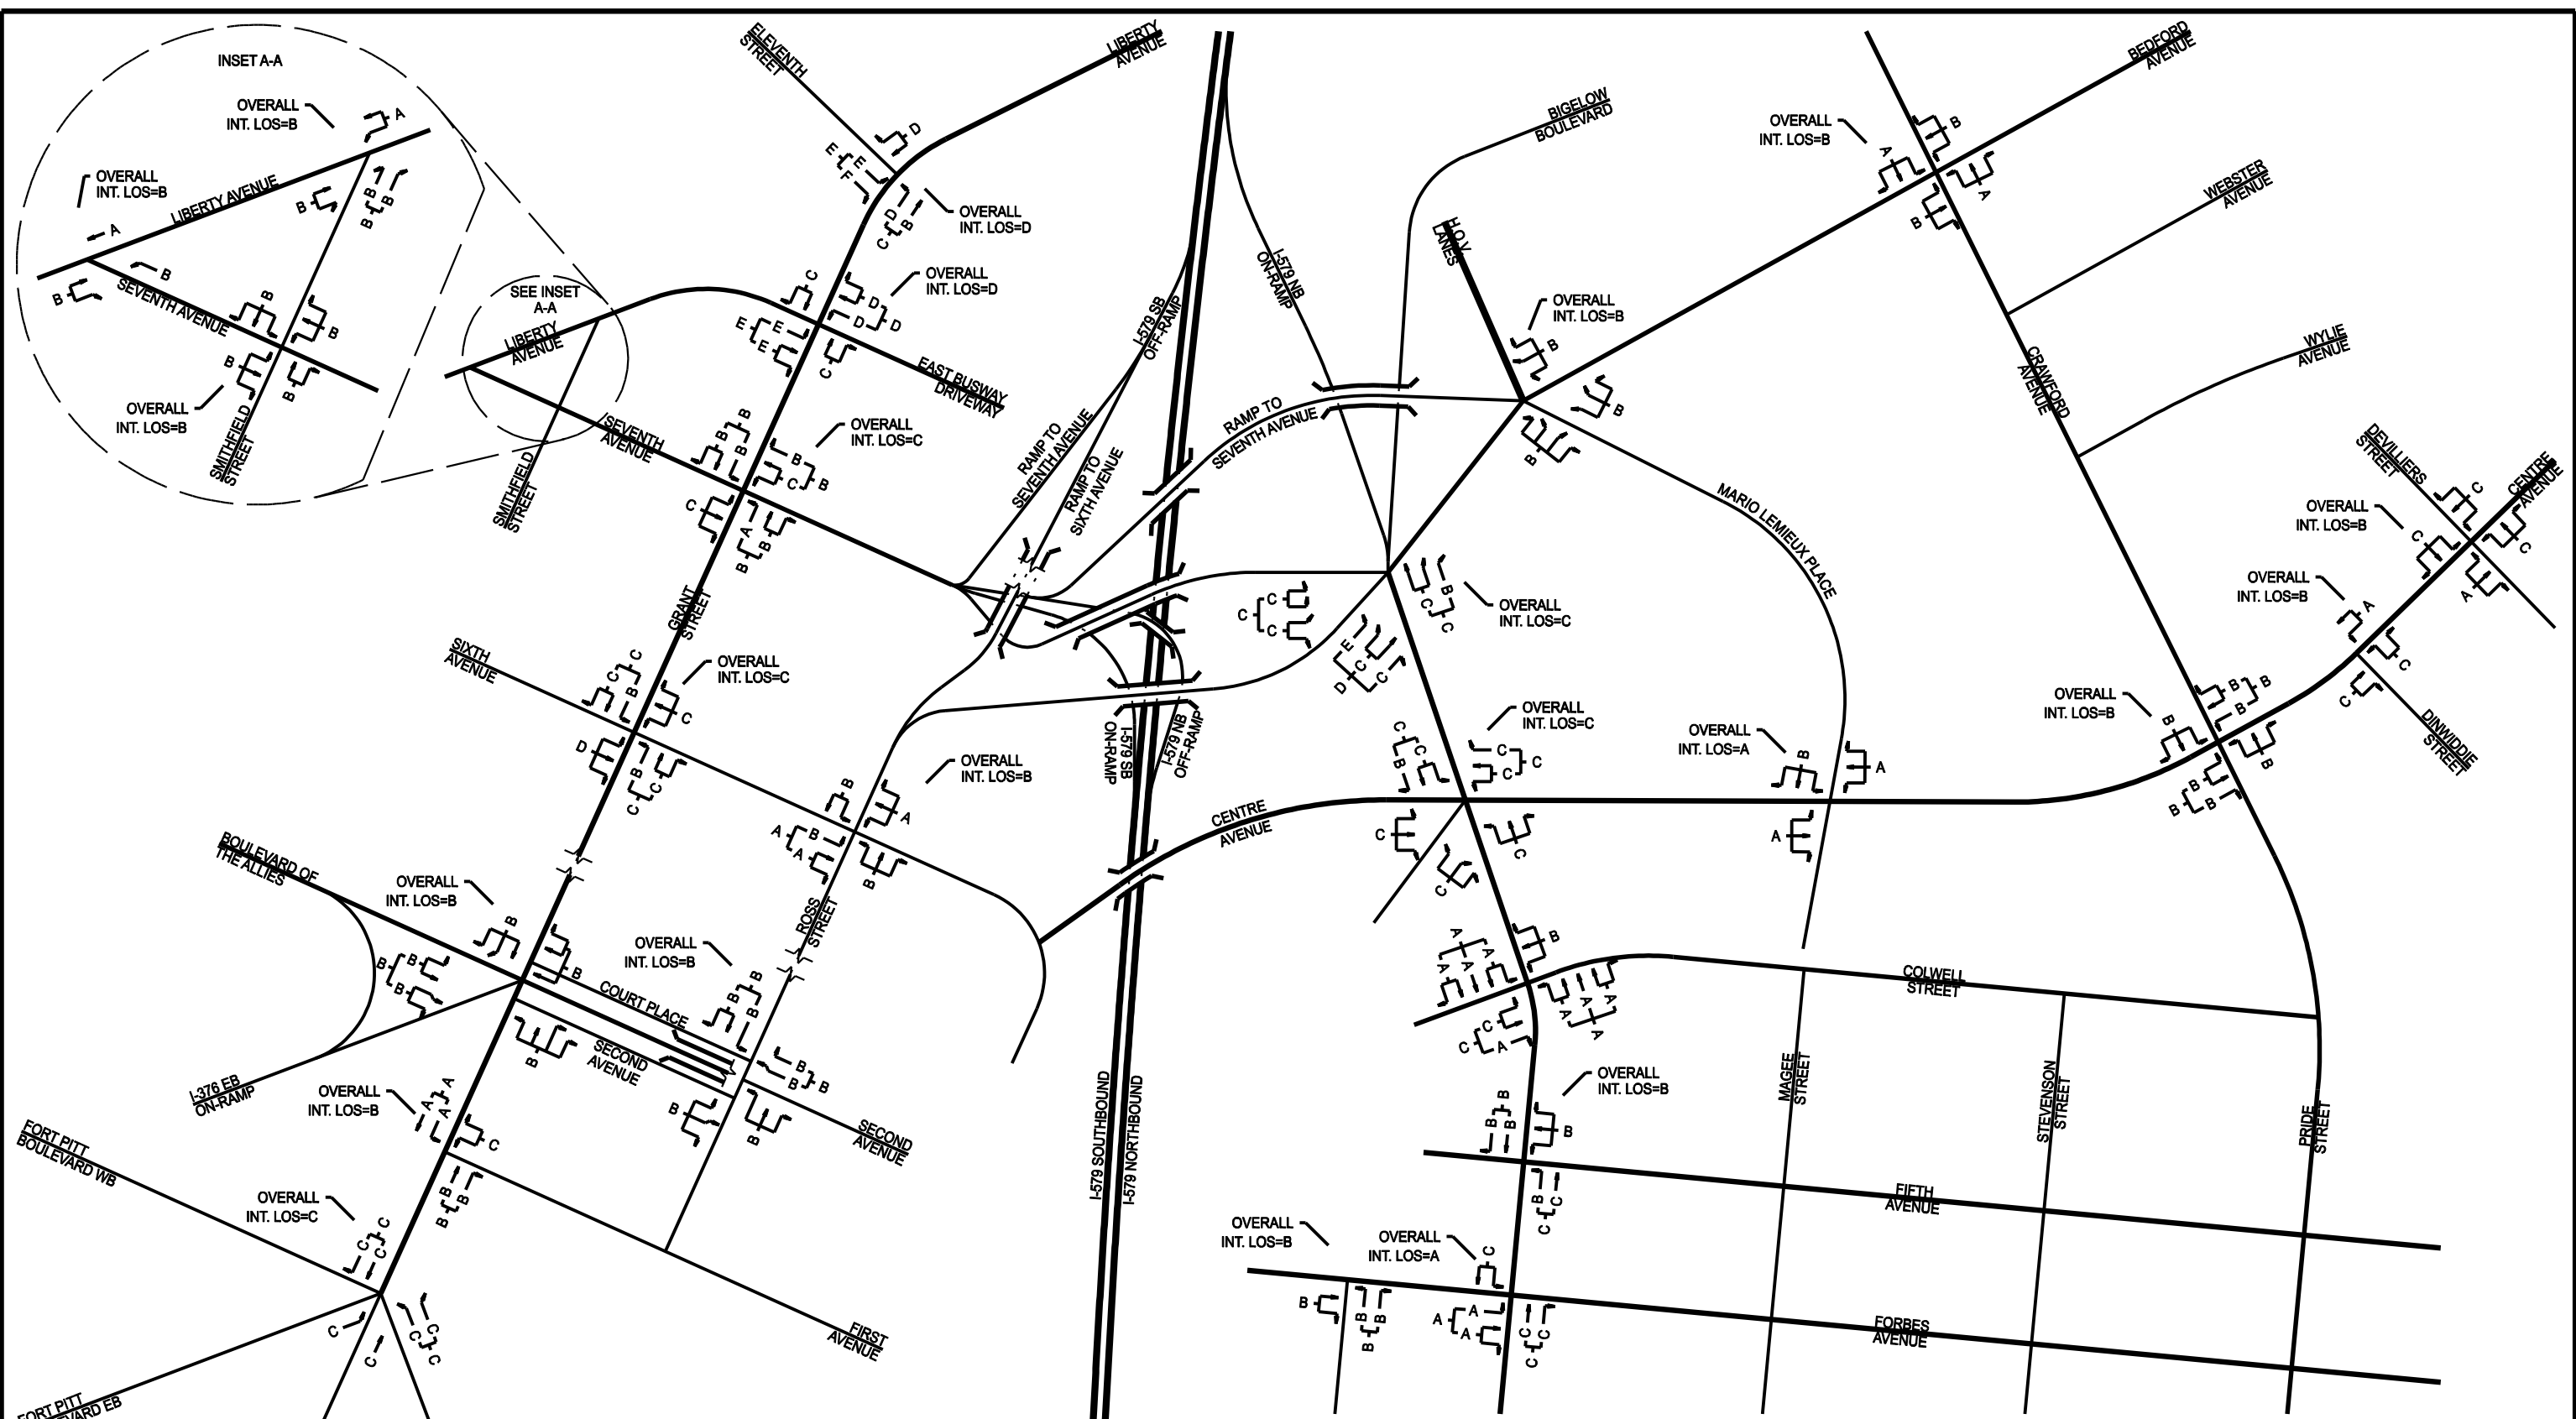 INSET A-A
OVERALL
INT. LOS=B
A
OVERALL
INT. LOS=B
LIBERTY AVENUE
B
B
B
B
A
B
B
SEVENTH AVENUE
B
B
B
B
OVERALL
INT. LOS=B
SMITHFIELD
STREET
ELEVENTH
STREET
LIBERTY
AVENUE
D
E
E
F
D
B
C
OVERALL
INT. LOS=D
SEE INSET
A-A
LIBERTY
AVENUE
C
OVERALL
INT. LOS=D
D
D
D
E
E
E
C
EAST BUSWAY
DRIVEWAY
SEVENTH
AVENUE
SMITHFIELD
STREET
B
B
B
OVERALL
INT. LOS=C
B
C
B
C
A
B
B
GRANT
STREET
I-579 SB
OFF-RAMP
I-579 NB
ON-RAMP
BIGELOW
BOULEVARD
H.O.V.
LANES
RAMP TO
SEVENTH AVENUE
RAMP TO
SIXTH AVENUE
RAMP TO
SEVENTH AVENUE
OVERALL
INT. LOS=B
B
B
B
BEDFORD
AVENUE
OVERALL
INT. LOS=B
B
A
A
B
WEBSTER
AVENUE
WYLIE
AVENUE
CRAWFORD
AVENUE
MARIO LEMIEUX PLACE
DEVILLIERS
STREET
CENTRE
AVENUE
OVERALL
INT. LOS=B
C
C
C
A
OVERALL
INT. LOS=B
A
C
C
DINWIDDIE
STREET
SIXTH
AVENUE
C
C
B
OVERALL
INT. LOS=C
C
D
B
C
C
C
C
C
B
C
C
OVERALL
INT. LOS=C
E
C
C
D
I-579 SB
ON-RAMP
I-579 NB
OFF-RAMP
OVERALL
INT. LOS=B
B
A
A
B
A
B
ROSS
STREET
CENTRE
AVENUE
C
C
B
OVERALL
INT. LOS=C
C
C
C
C
C
C
OVERALL
INT. LOS=A
B
A
A
OVERALL
INT. LOS=B
B
B
B
B
B
B
B
B
BOULEVARD OF
THE ALLIES
OVERALL
INT. LOS=B
B
B
B
B
B
B
COURT PLACE
SECOND
AVENUE
I-376 EB
ON-RAMP
OVERALL
INT. LOS=B
B
B
B
B
B
B
B
B
SECOND
AVENUE
OVERALL
INT. LOS=B
A
A
A
C
B
B
B
FORT PITT
BOULEVARD WB
OVERALL
INT. LOS=C
C
C
C
C
C
C
C
C
FORT PITT
FIRST
AVENUE
I-579 SOUTHBOUND
I-579 NORTHBOUND
A
A
A
A
B
A
A
A
A
C
C
A
COLWELL
STREET
OVERALL
INT. LOS=B
B
B
B
B
B
C
C
MAGEE
STREET
STEVENSON
STREET
PRIDE
STREET
FIFTH
AVENUE
OVERALL
INT. LOS=B
OVERALL
INT. LOS=A
C
B
B
B
B
A
A
A
C
C
C
FORBES
AVENUE